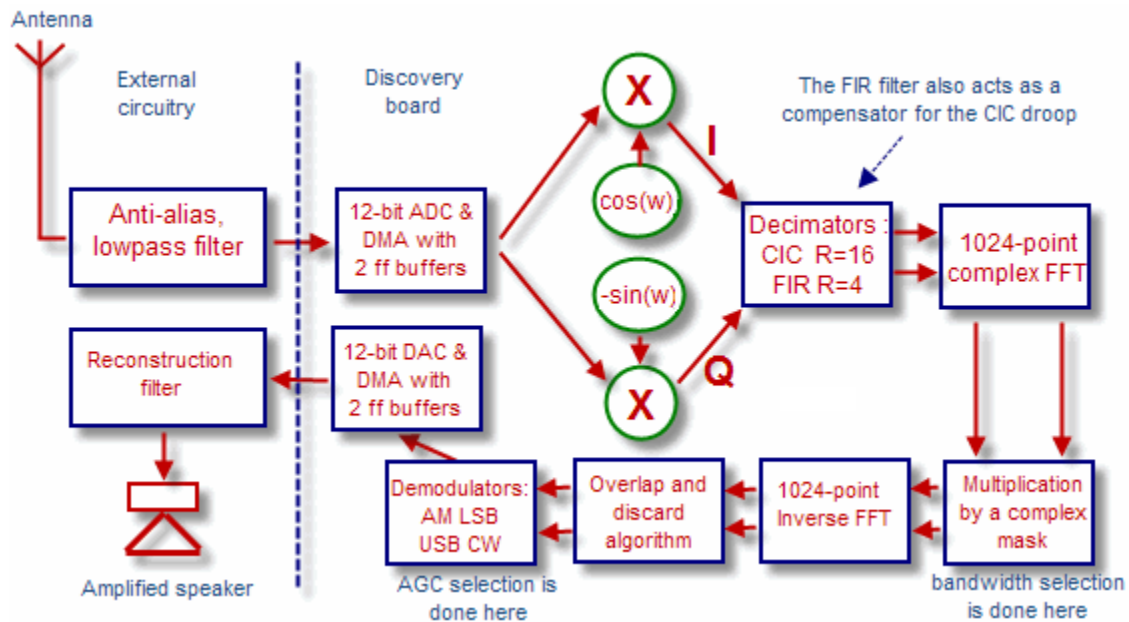 Antenna
External
circuitry
Discovery
board
The FIR filter also acts as a
compensator for the CIC droop
X
I
cos(w)
Anti-alias,
lowpass filter
12-bit ADC &
DMA with
2 ff buffers
Decimators :
CIC R=16
FIR R=4
1024-point
complex FFT
-sin(w)
Q
X
Reconstruction
filter
12-bit DAC &
DMA with
2 ff buffers
Demodulators:
AM LSB
USB CW
Overlap and
discard
algorithm
1024-point
Inverse FFT
Multiplication
by a complex
mask
Amplified speaker
AGC selection is
done here
bandwidth selection
is done here